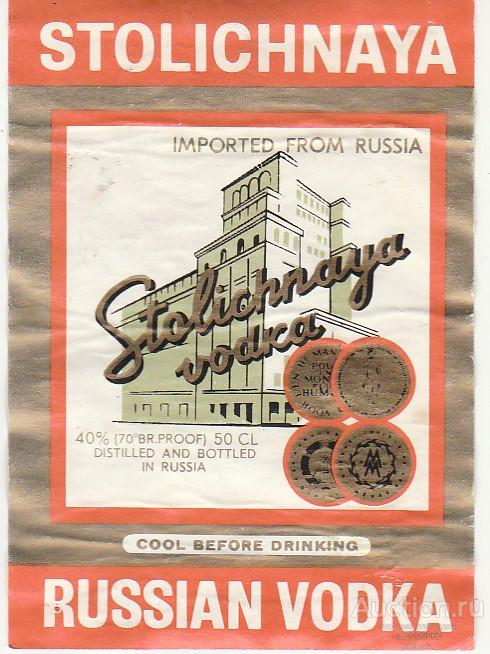 STOLICHNAYA
IMPORTED FROM RUSSIA
Stolichnaya
vodka
40% (70°BR.PROOF) 50 CL
DISTILLED AND BOTTLED
IN RUSSIA
COOL BEFORE DRINKING
RUSSIAN VODKA
Auction.ru